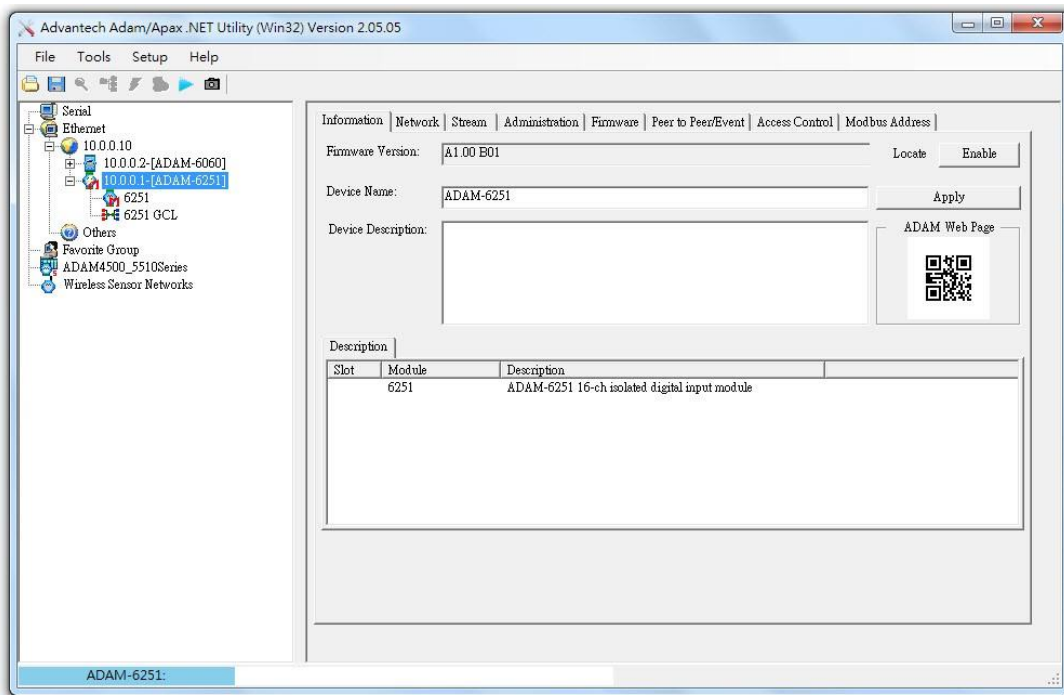 Advantech Adam/Apax .NET Utility (Win32) Version 2.05.05
File Tools Setup Help
Serial
Ethernet
10.0.0.10
10.0.0.2-[ADAM-6060]
10.0.0.1-[ADAM-6251]
6251
6251 GCL
Others
Favorite Group
ADAM4500_5510Series
Wireless Sensor Networks
Information Network Stream Administration Firmware Peer to Peer/Event Access Control Modbus Address
Firmware Version: A1.00 B01 Locate Enable
Device Name: ADAM-6251 Apply
Device Description: ADAM Web Page
Description
Slot Module Description
6251 ADAM-6251 16-ch isolated digital input module
ADAM-6251: